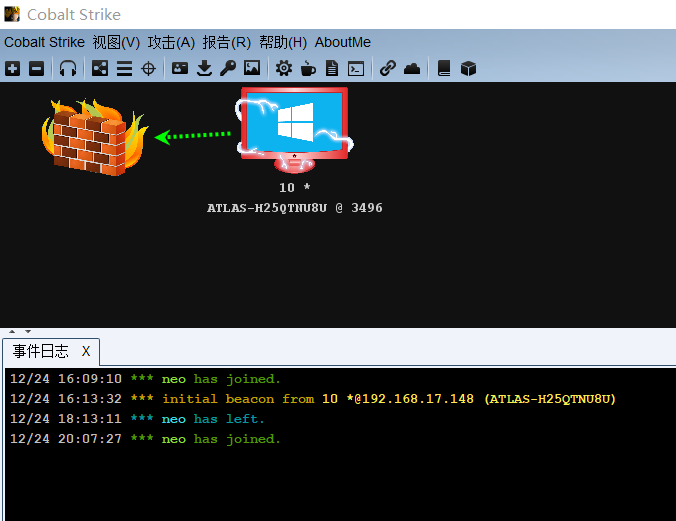 Cobalt Strike
Cobalt Strike 视图(V) 攻击(A) 报告(R) 帮助(H) AboutMe
10 *
ATLAS-H25QTNU8U @ 3496
事件日志 X
12/24 16:09:10 *** neo has joined.
12/24 16:13:32 *** initial beacon from 10 *@192.168.17.148 (ATLAS-H25QTNU8U)
12/24 18:13:11 *** neo has left.
12/24 20:07:27 *** neo has joined.